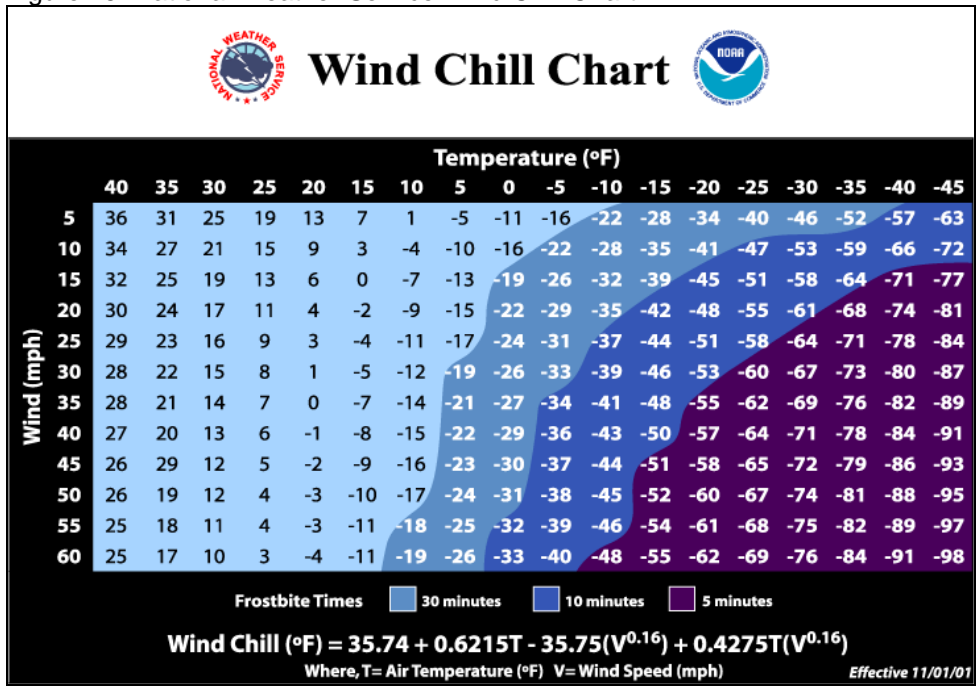 Figure National Weather Service Wind Chill Chart
NATIONAL WEATHER SERVICE
Wind Chill Chart
NATIONAL OCEANIC AND ATMOSPHERIC ADMINISTRATION
NOAA
U.S. DEPARTMENT OF COMMERCE
Temperature (ºF)
40 35 30 25 20 15 10 5 0 -5 -10 -15 -20 -25 -30 -35 -40 -45
Wind (mph)
5 36 31 25 19 13 7 1 -5 -11 -16 -22 -28 -34 -40 -46 -52 -57 -63
10 34 27 21 15 9 3 -4 -10 -16 -22 -28 -35 -41 -47 -53 -59 -66 -72
15 32 25 19 13 6 0 -7 -13 -19 -26 -32 -39 -45 -51 -58 -64 -71 -77
20 30 24 17 11 4 -2 -9 -15 -22 -29 -35 -42 -48 -55 -61 -68 -74 -81
25 29 23 16 9 3 -4 -11 -17 -24 -31 -37 -44 -51 -58 -64 -71 -78 -84
30 28 22 15 8 1 -5 -12 -19 -26 -33 -39 -46 -53 -60 -67 -73 -80 -87
35 28 21 14 7 0 -7 -14 -21 -27 -34 -41 -48 -55 -62 -69 -76 -82 -89
40 27 20 13 6 -1 -8 -15 -22 -29 -36 -43 -50 -57 -64 -71 -78 -84 -91
45 26 29 12 5 -2 -9 -16 -23 -30 -37 -44 -51 -58 -65 -72 -79 -86 -93
50 26 19 12 4 -3 -10 -17 -24 -31 -38 -45 -52 -60 -67 -74 -81 -88 -95
55 25 18 11 4 -3 -11 -18 -25 -32 -39 -46 -54 -61 -68 -75 -82 -89 -97
60 25 17 10 3 -4 -11 -19 -26 -33 -40 -48 -55 -62 -69 -76 -84 -91 -98
Frostbite Times 30 minutes 10 minutes 5 minutes
Wind Chill (ºF) = 35.74 + 0.6215T - 35.75(V^0.16) + 0.4275T(V^0.16)
Where, T= Air Temperature (ºF) V= Wind Speed (mph)
Effective 11/01/01